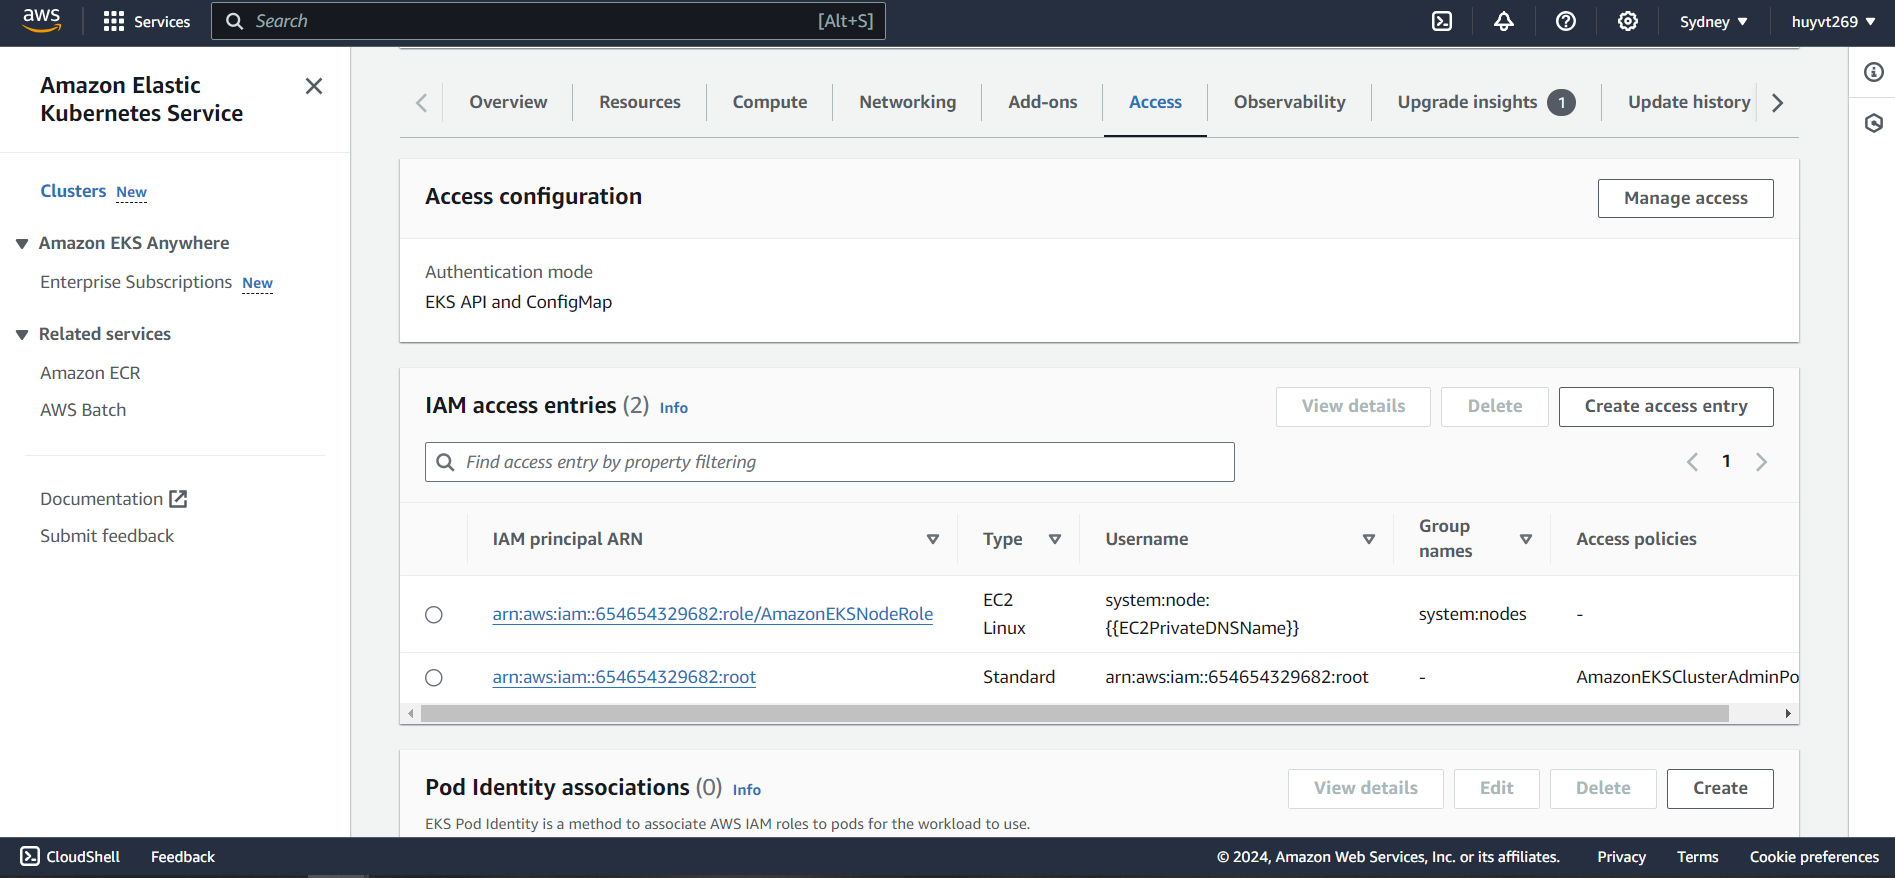 aws
Services
Search
[Alt+S]
Sydney
huyvt269
Amazon Elastic
Kubernetes Service
Clusters New
Amazon EKS Anywhere
Enterprise Subscriptions New
Related services
Amazon ECR
AWS Batch
Documentation
Submit feedback
Overview
Resources
Compute
Networking
Add-ons
Access
Observability
Upgrade insights 1
Update history
Access configuration
Manage access
Authentication mode
EKS API and ConfigMap
IAM access entries (2) Info
View details
Delete
Create access entry
Find access entry by property filtering
1
IAM principal ARN
Type
Username
Group
names
Access policies
arn:aws:iam::654654329682:role/AmazonEKSNodeRole
EC2
Linux
system:node:
{{EC2PrivateDNSName}}
system:nodes
-
arn:aws:iam::654654329682:root
Standard
arn:aws:iam::654654329682:root
-
AmazonEKSClusterAdminPo
Pod Identity associations (0) Info
View details
Edit
Delete
Create
EKS Pod Identity is a method to associate AWS IAM roles to pods for the workload to use.
CloudShell
Feedback
© 2024, Amazon Web Services, Inc. or its affiliates.
Privacy
Terms
Cookie preferences